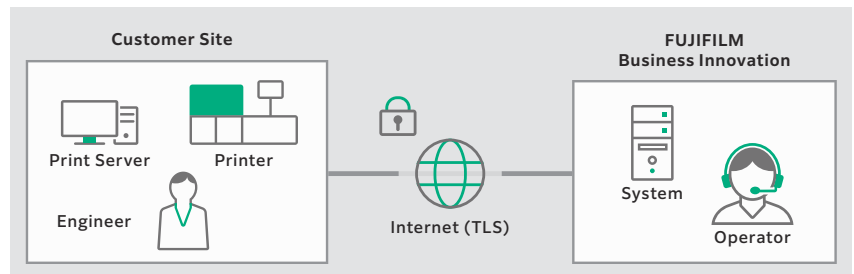 Customer Site
FUJIFILM
Business Innovation
Print Server
Printer
Engineer
Internet (TLS)
System
Operator